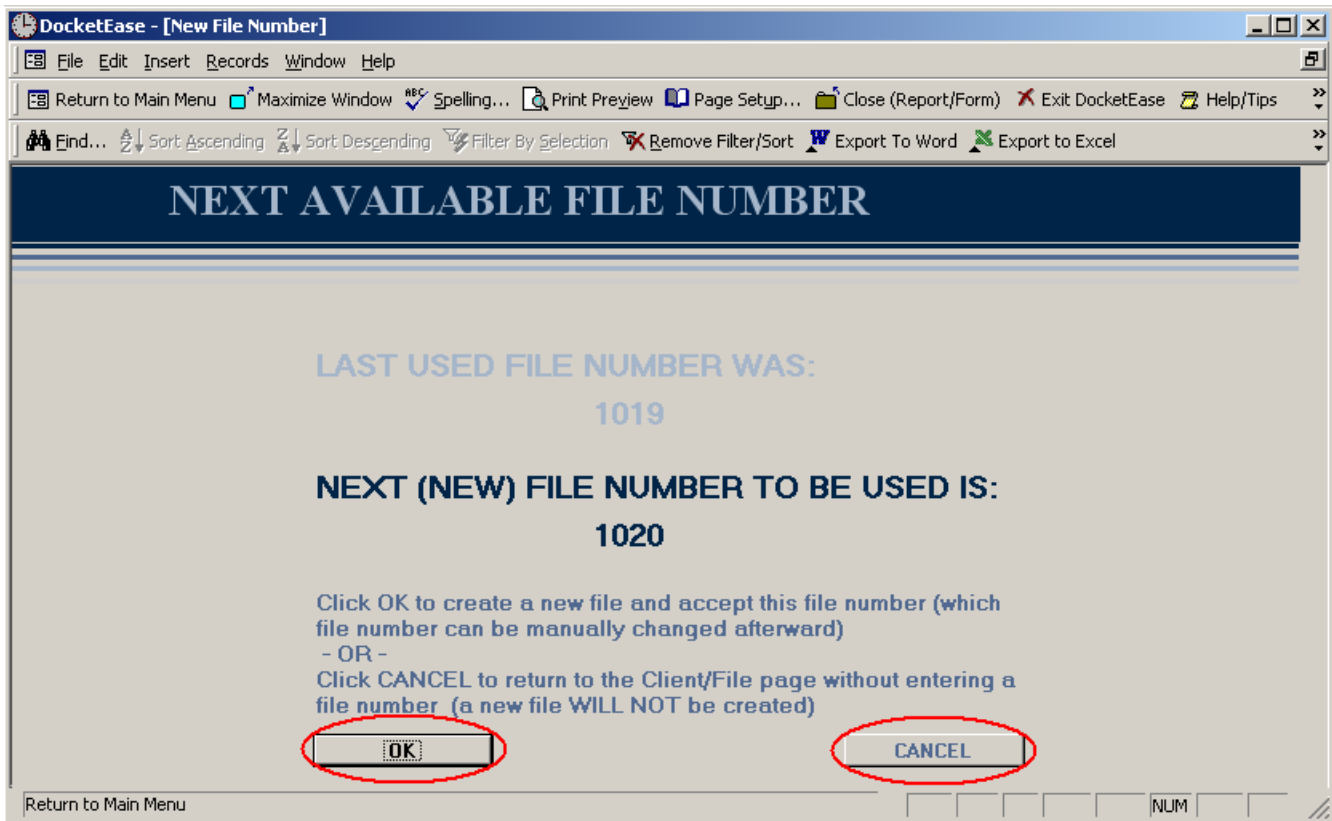 DocketEase - [New File Number]
File Edit Insert Records Window Help
Return to Main Menu Maximize Window ABC Spelling... Print Preview Page Setup... Close (Report/Form) Exit DocketEase Help/Tips
Find... Sort Ascending Sort Descending Filter By Selection Remove Filter/Sort Export To Word Export to Excel
NEXT AVAILABLE FILE NUMBER
LAST USED FILE NUMBER WAS:
1019
NEXT (NEW) FILE NUMBER TO BE USED IS:
1020
Click OK to create a new file and accept this file number (which
file number can be manually changed afterward)
- OR -
Click CANCEL to return to the Client/File page without entering a
file number (a new file WILL NOT be created)
OK CANCEL
Return to Main Menu NUM